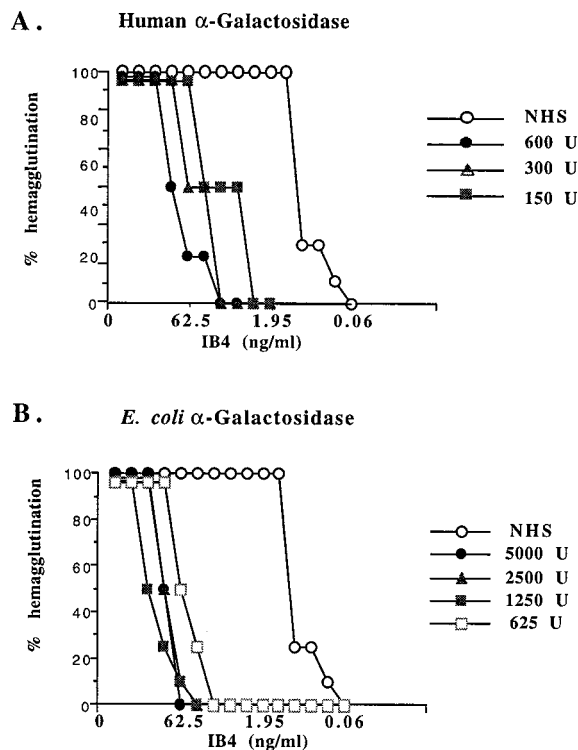 A. Human α-Galactosidase
100
80
60
40
20
0
% hemagglutination
0 62.5 1.95 0.06
IB4 (ng/ml)
NHS
600 U
300 U
150 U
B. E. coli α-Galactosidase
100
80
60
40
20
0
% hemagglutination
0 62.5 1.95 0.06
IB4 (ng/ml)
NHS
5000 U
2500 U
1250 U
625 U